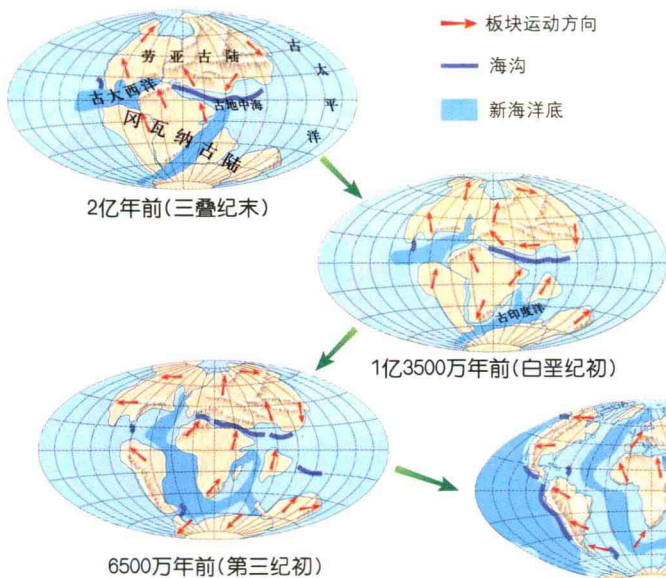 板块运动方向
海沟
新海洋底
劳亚古陆
古太平洋
古大西洋
古地中海
冈瓦纳古陆
2亿年前(三叠纪末)
古印度洋
1亿3500万年前(白垩纪初)
6500万年前(第三纪初)